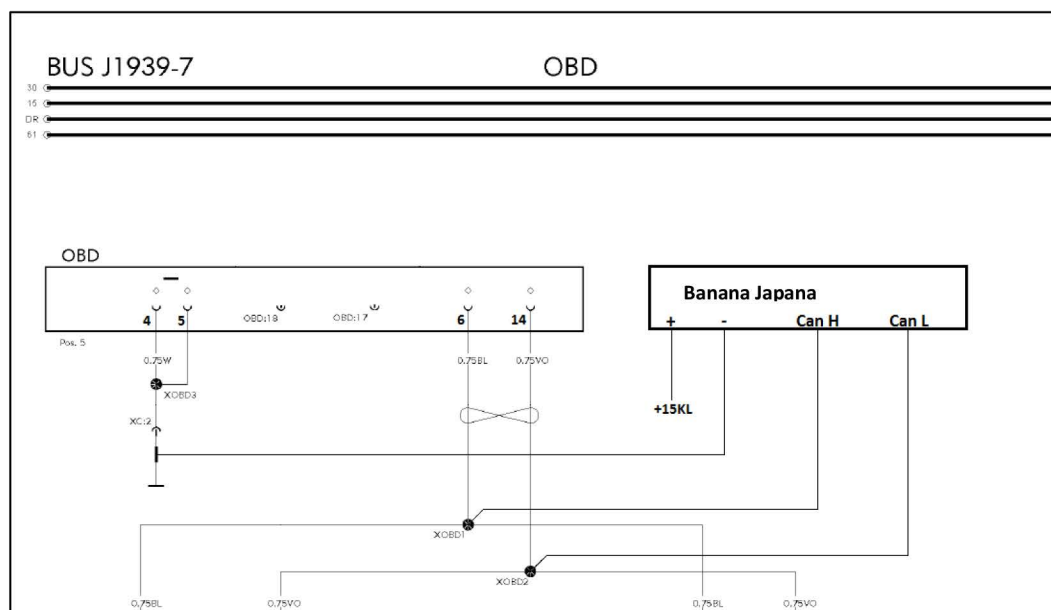 BUS J1939-7
OBD
30
15
DR
61
OBD
4
5
OBD:18
OBD:17
6
14
Pos. 5
Banana Japana
+ - Can H Can L
0.75W
0.75BL
0.75VO
XOBD3
+15KL
XC:2
XOBD1
XOBD2
0.75BL
0.75VO
0.75BL
0.75VO